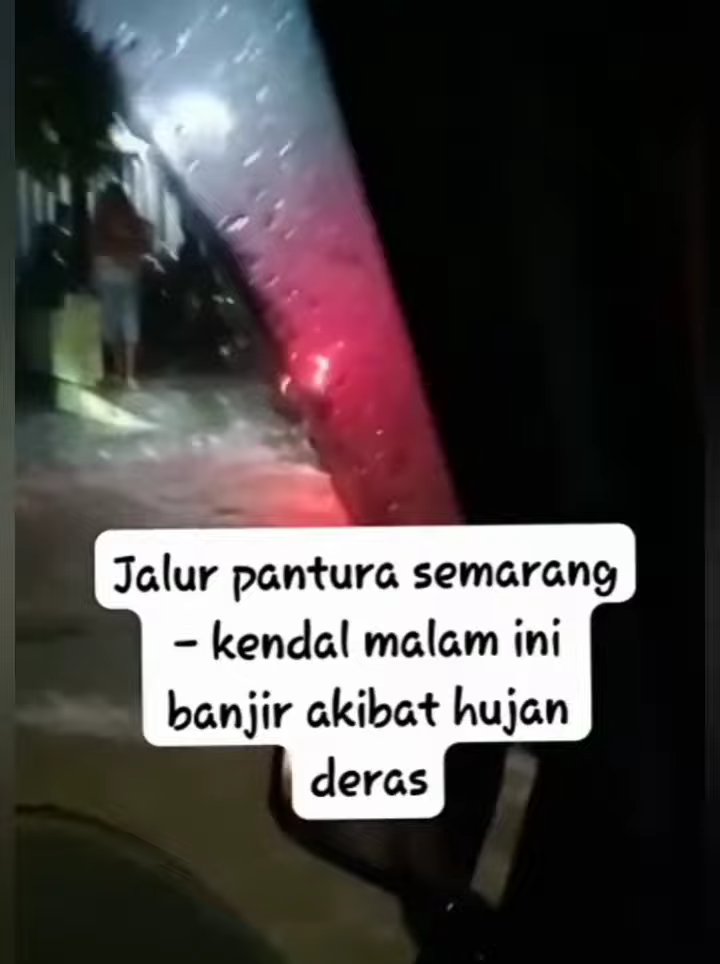 Jalur pantura semarang
- kendal malam ini
banjir akibat hujan
deras